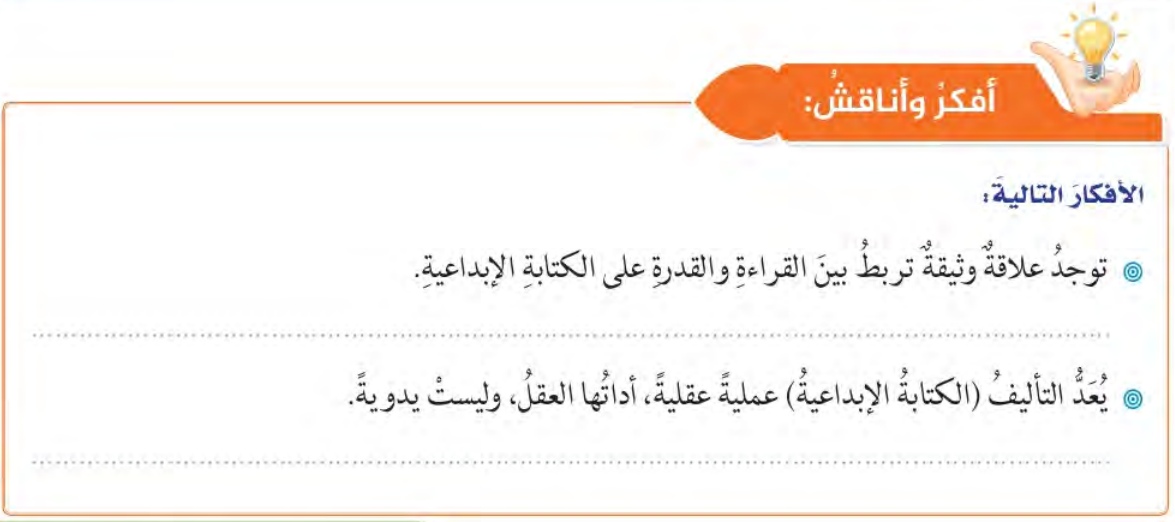 أفكرُ وأناقشُ:
الأفكارَ التاليةَ:
توجدُ علاقةٌ وثيقةٌ تربطُ بينَ القراءةِ والقدرةِ على الكتابةِ الإبداعيةِ.
يُعَدُّ التأليفُ (الكتابةُ الإبداعيةُ) عمليةً عقليةً، أداتُها العقلُ، وليستْ يدويةً.